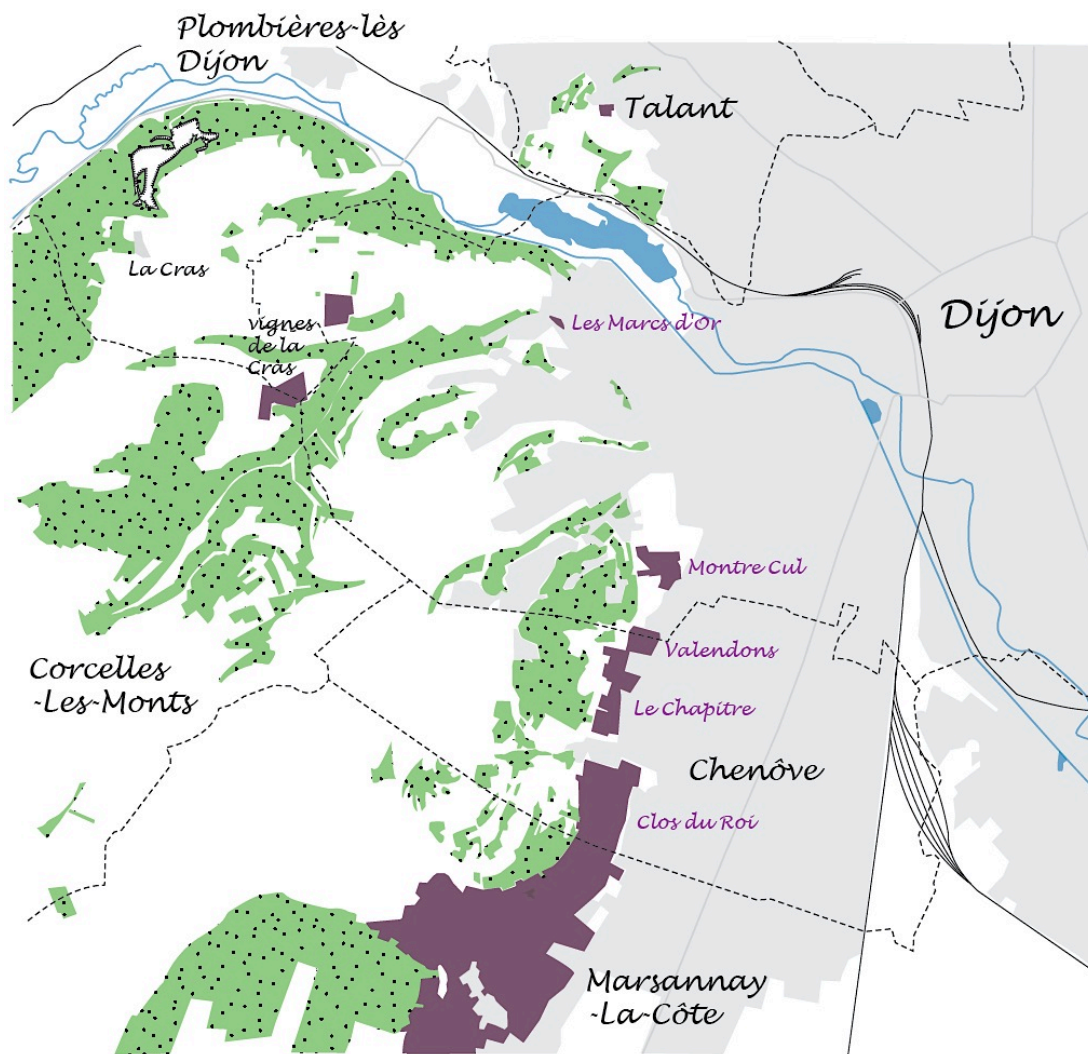 Plombières-lès
Dijon
Talant
La Cras
vignes
de la
Cras
Les Marcs d'Or
Dijon
Montre Cul
Valendons
Corcelles
-Les-Monts
Le Chapitre
Chenôve
Clos du Roi
Marsannay
-La-Côte